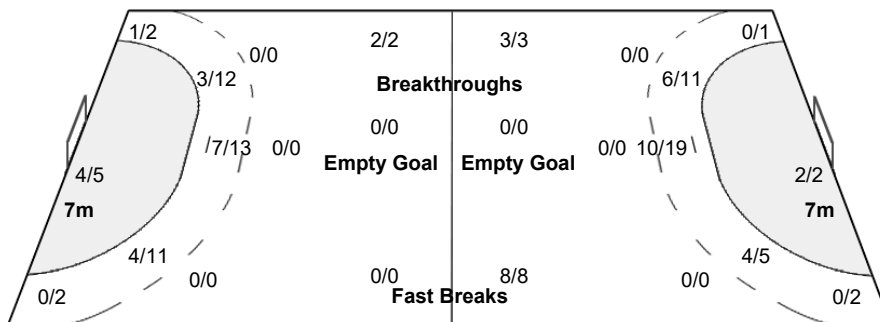 1/2 2/2 3/3 0/1
0/0 0/0
3/12 Breakthroughs 6/11
0/0 0/0
7/13 0/0 0/0 10/19
Empty Goal Empty Goal
4/5 2/2
7m 7m
4/11 4/5
0/0 0/0 8/8 0/0
0/2 Fast Breaks 0/2